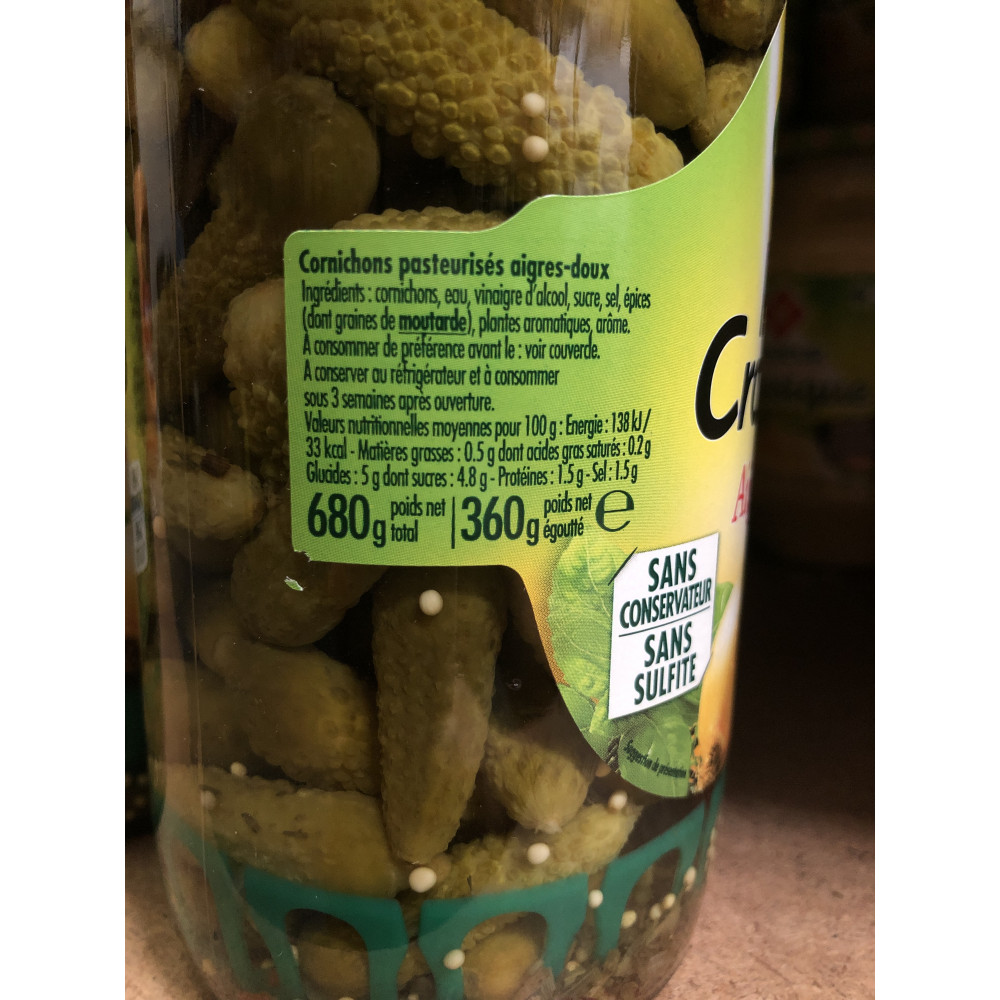 Cornichons pasteurisés aigres-doux
Ingrédients : cornichons, eau, vinaigre d'alcool, sucre, sel, épices
(dont graines de moutarde), plantes aromatiques, arôme.
A consommer de préférence avant le : voir couvercle.
A conserver au réfrigérateur et à consommer
sous 3 semaines après ouverture.
Valeurs nutritionnelles moyennes pour 100 g : Energie : 138 kJ /
33 kcal - Matières grasses : 0.5 g dont acides gras saturés : 0.2 g
Glucides : 5 g dont sucres : 4.8 g - Protéines : 1.5 g - Sel : 1.5 g
680g poids net total | 360g poids net égoutté e
SANS
CONSERVATEUR
SANS
SULFITE
Suggestion de présentation